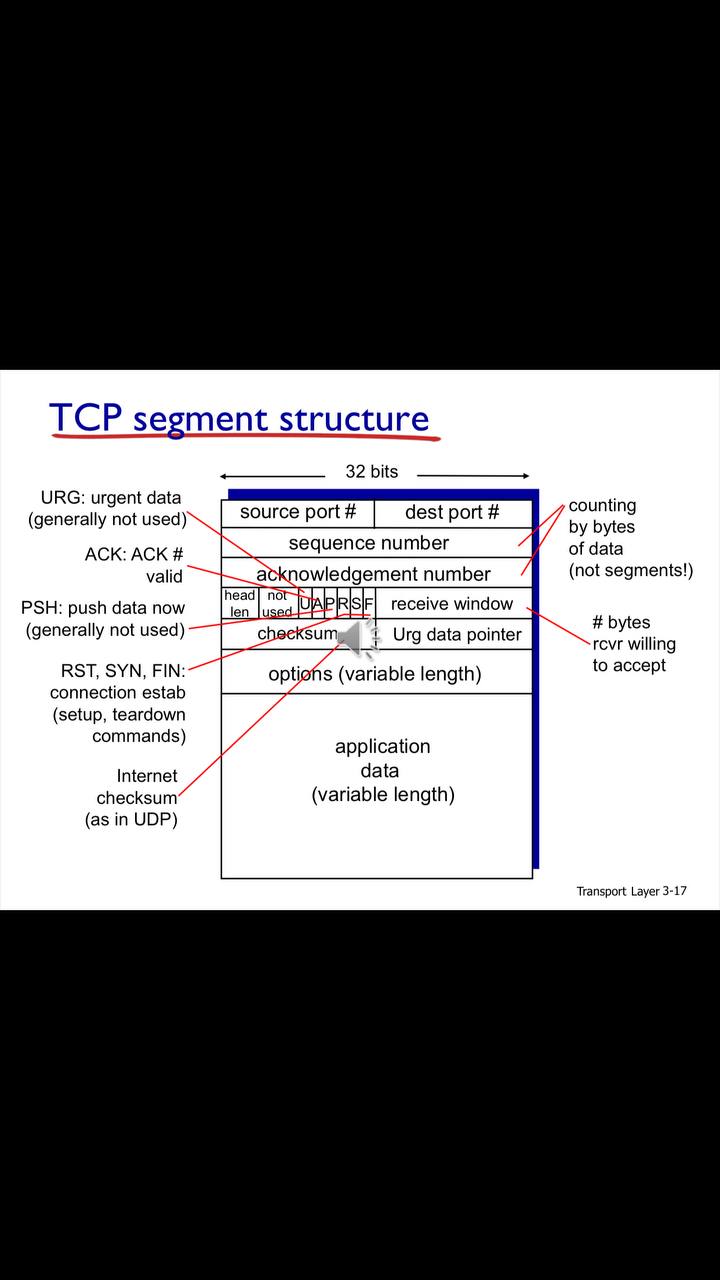 TCP segment structure
32 bits
URG: urgent data
(generally not used)
ACK: ACK #
valid
PSH: push data now
(generally not used)
RST, SYN, FIN:
connection estab
(setup, teardown
commands)
Internet
checksum
(as in UDP)
source port #
dest port #
sequence number
acknowledgement number
head
len
not
used
U
A
P
R
S
F
receive window
checksum
Urg data pointer
options (variable length)
application
data
(variable length)
counting
by bytes
of data
(not segments!)
# bytes
rcvr willing
to accept
Transport Layer 3-17